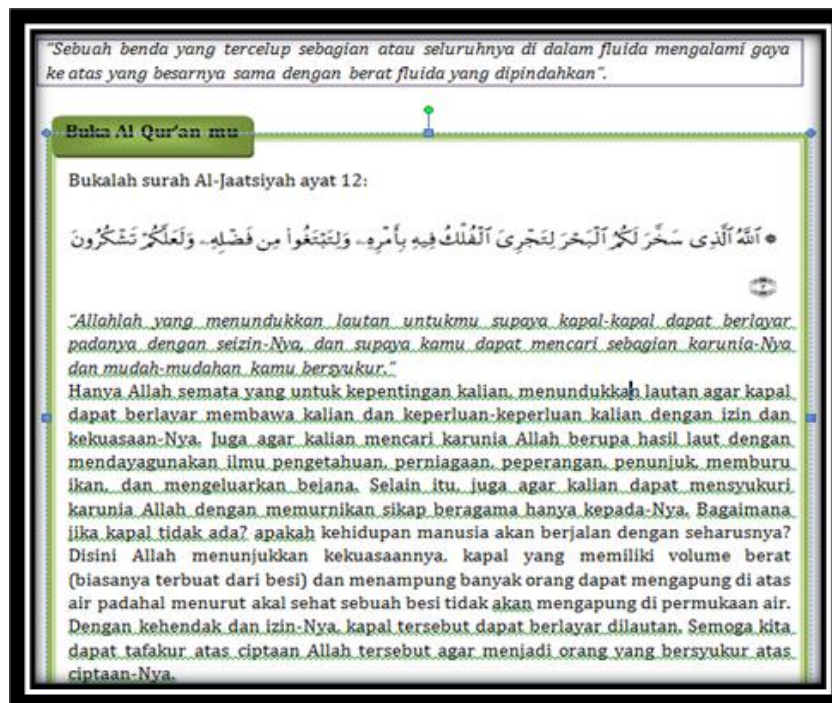 "Sebuah benda yang tercelup sebagian atau seluruhnya di dalam fluida mengalami gaya
ke atas yang besarnya sama dengan berat fluida yang dipindahkan".
Buka Al Qur'an mu
Bukalah surah Al-Jaatsiyah ayat 12:
۞ ٱللَّهُ ٱلَّذِى سَخَّرَ لَكُمُ ٱلْبَحْرَ لِتَجْرِىَ ٱلْفُلْكُ فِيهِ بِأَمْرِهِۦ وَلِتَبْتَغُوا۟ مِن فَضْلِهِۦ وَلَعَلَّكُمْ تَشْكُرُونَ
"Allahlah yang menundukkan lautan untukmu supaya kapal-kapal dapat berlayar
padanya dengan seizin-Nya, dan supaya kamu dapat mencari sebagian karunia-Nya
dan mudah-mudahan kamu bersyukur."
Hanya Allah semata yang untuk kepentingan kalian, menundukkan lautan agar kapal
dapat berlayar membawa kalian dan keperluan-keperluan kalian dengan izin dan
kekuasaan-Nya. Juga agar kalian mencari karunia Allah berupa hasil laut dengan
mendayagunakan ilmu pengetahuan, perniagaan, peperangan, penunjuk, memburu
ikan, dan mengeluarkan bejana. Selain itu, juga agar kalian dapat mensyukuri
karunia Allah dengan memurnikan sikap beragama hanya kepada-Nya. Bagaimana
jika kapal tidak ada? apakah kehidupan manusia akan berjalan dengan seharusnya?
Disini Allah menunjukkan kekuasaannya, kapal yang memiliki volume berat
(biasanya terbuat dari besi) dan menampung banyak orang dapat mengapung di atas
air padahal menurut akal sehat sebuah besi tidak akan mengapung di permukaan air.
Dengan kehendak dan izin-Nya, kapal tersebut dapat berlayar dilautan. Semoga kita
dapat tafakur atas ciptaan Allah tersebut agar menjadi orang yang bersyukur atas
ciptaan-Nya.